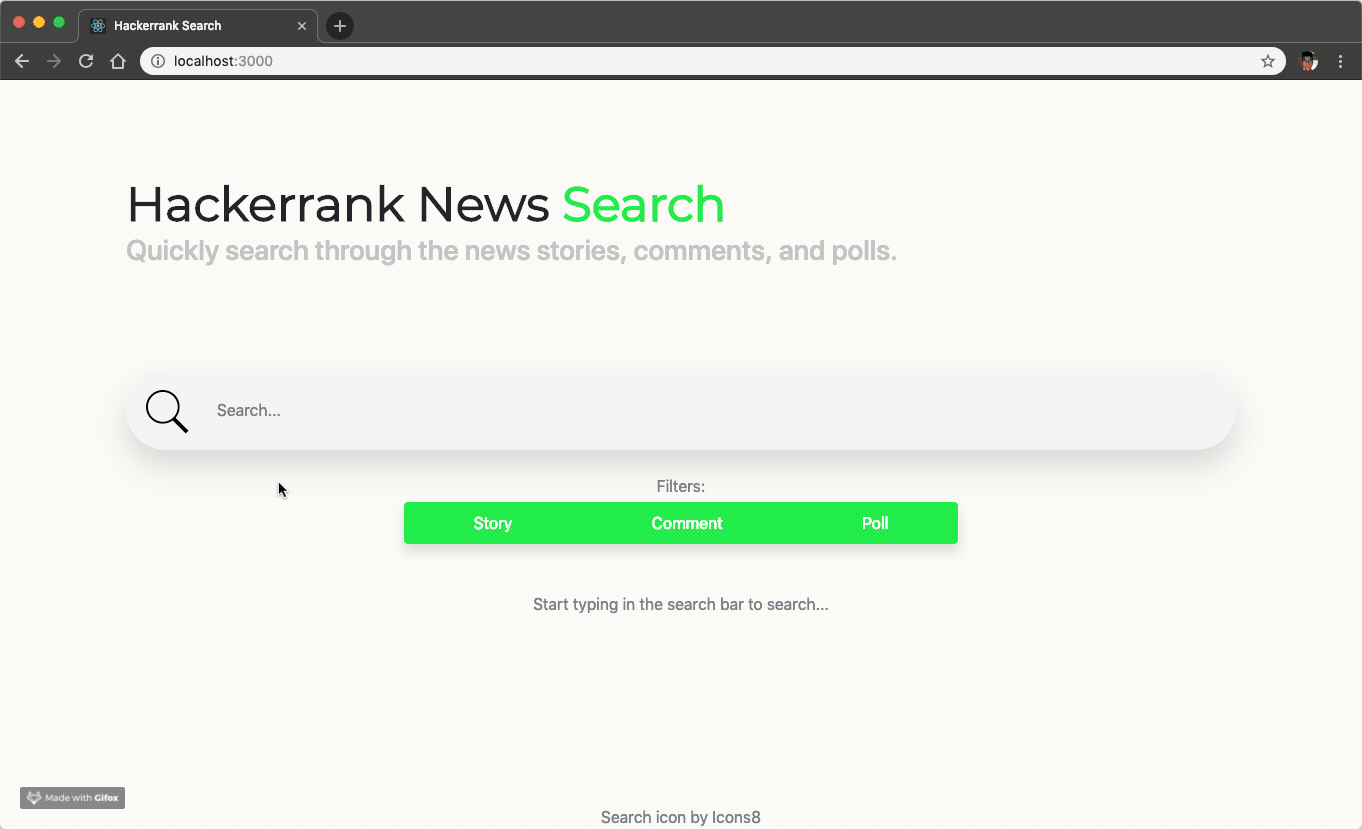 Hackerrank Search
localhost:3000
Hackerrank News Search
Quickly search through the news stories, comments, and polls.
Search...
Filters:
Story Comment Poll
Start typing in the search bar to search...
Made with Gifox
Search icon by Icons8